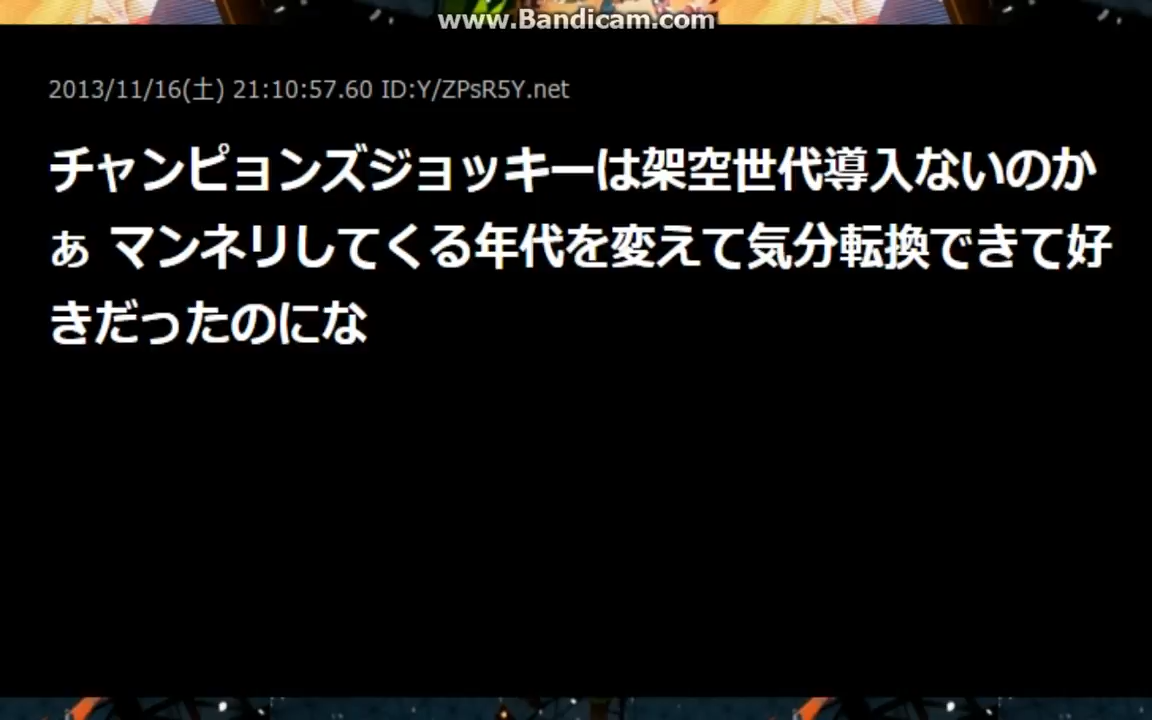 www.Bandicam.com
2013/11/16(土) 21:10:57.60 ID:Y/ZPsR5Y.net
チャンピョンズジョッキーは架空世代導入ないのか
ぁ マンネリしてくる年代を変えて気分転換できて好
きだったのにな